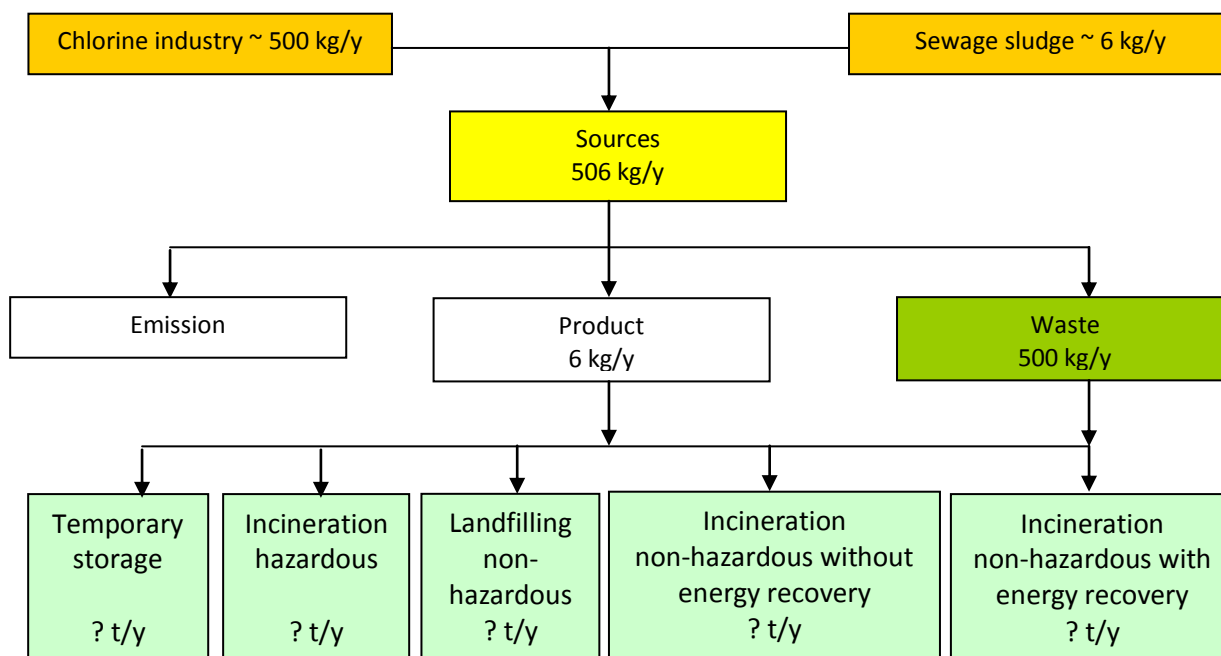 Chlorine industry ~ 500 kg/y
Sewage sludge ~ 6 kg/y
Sources
506 kg/y
Emission
Product
6 kg/y
Waste
500 kg/y
Temporary
storage
? t/y
Incineration
hazardous
? t/y
Landfilling
non-
hazardous
? t/y
Incineration
non-hazardous without
energy recovery
? t/y
Incineration
non-hazardous with
energy recovery
? t/y